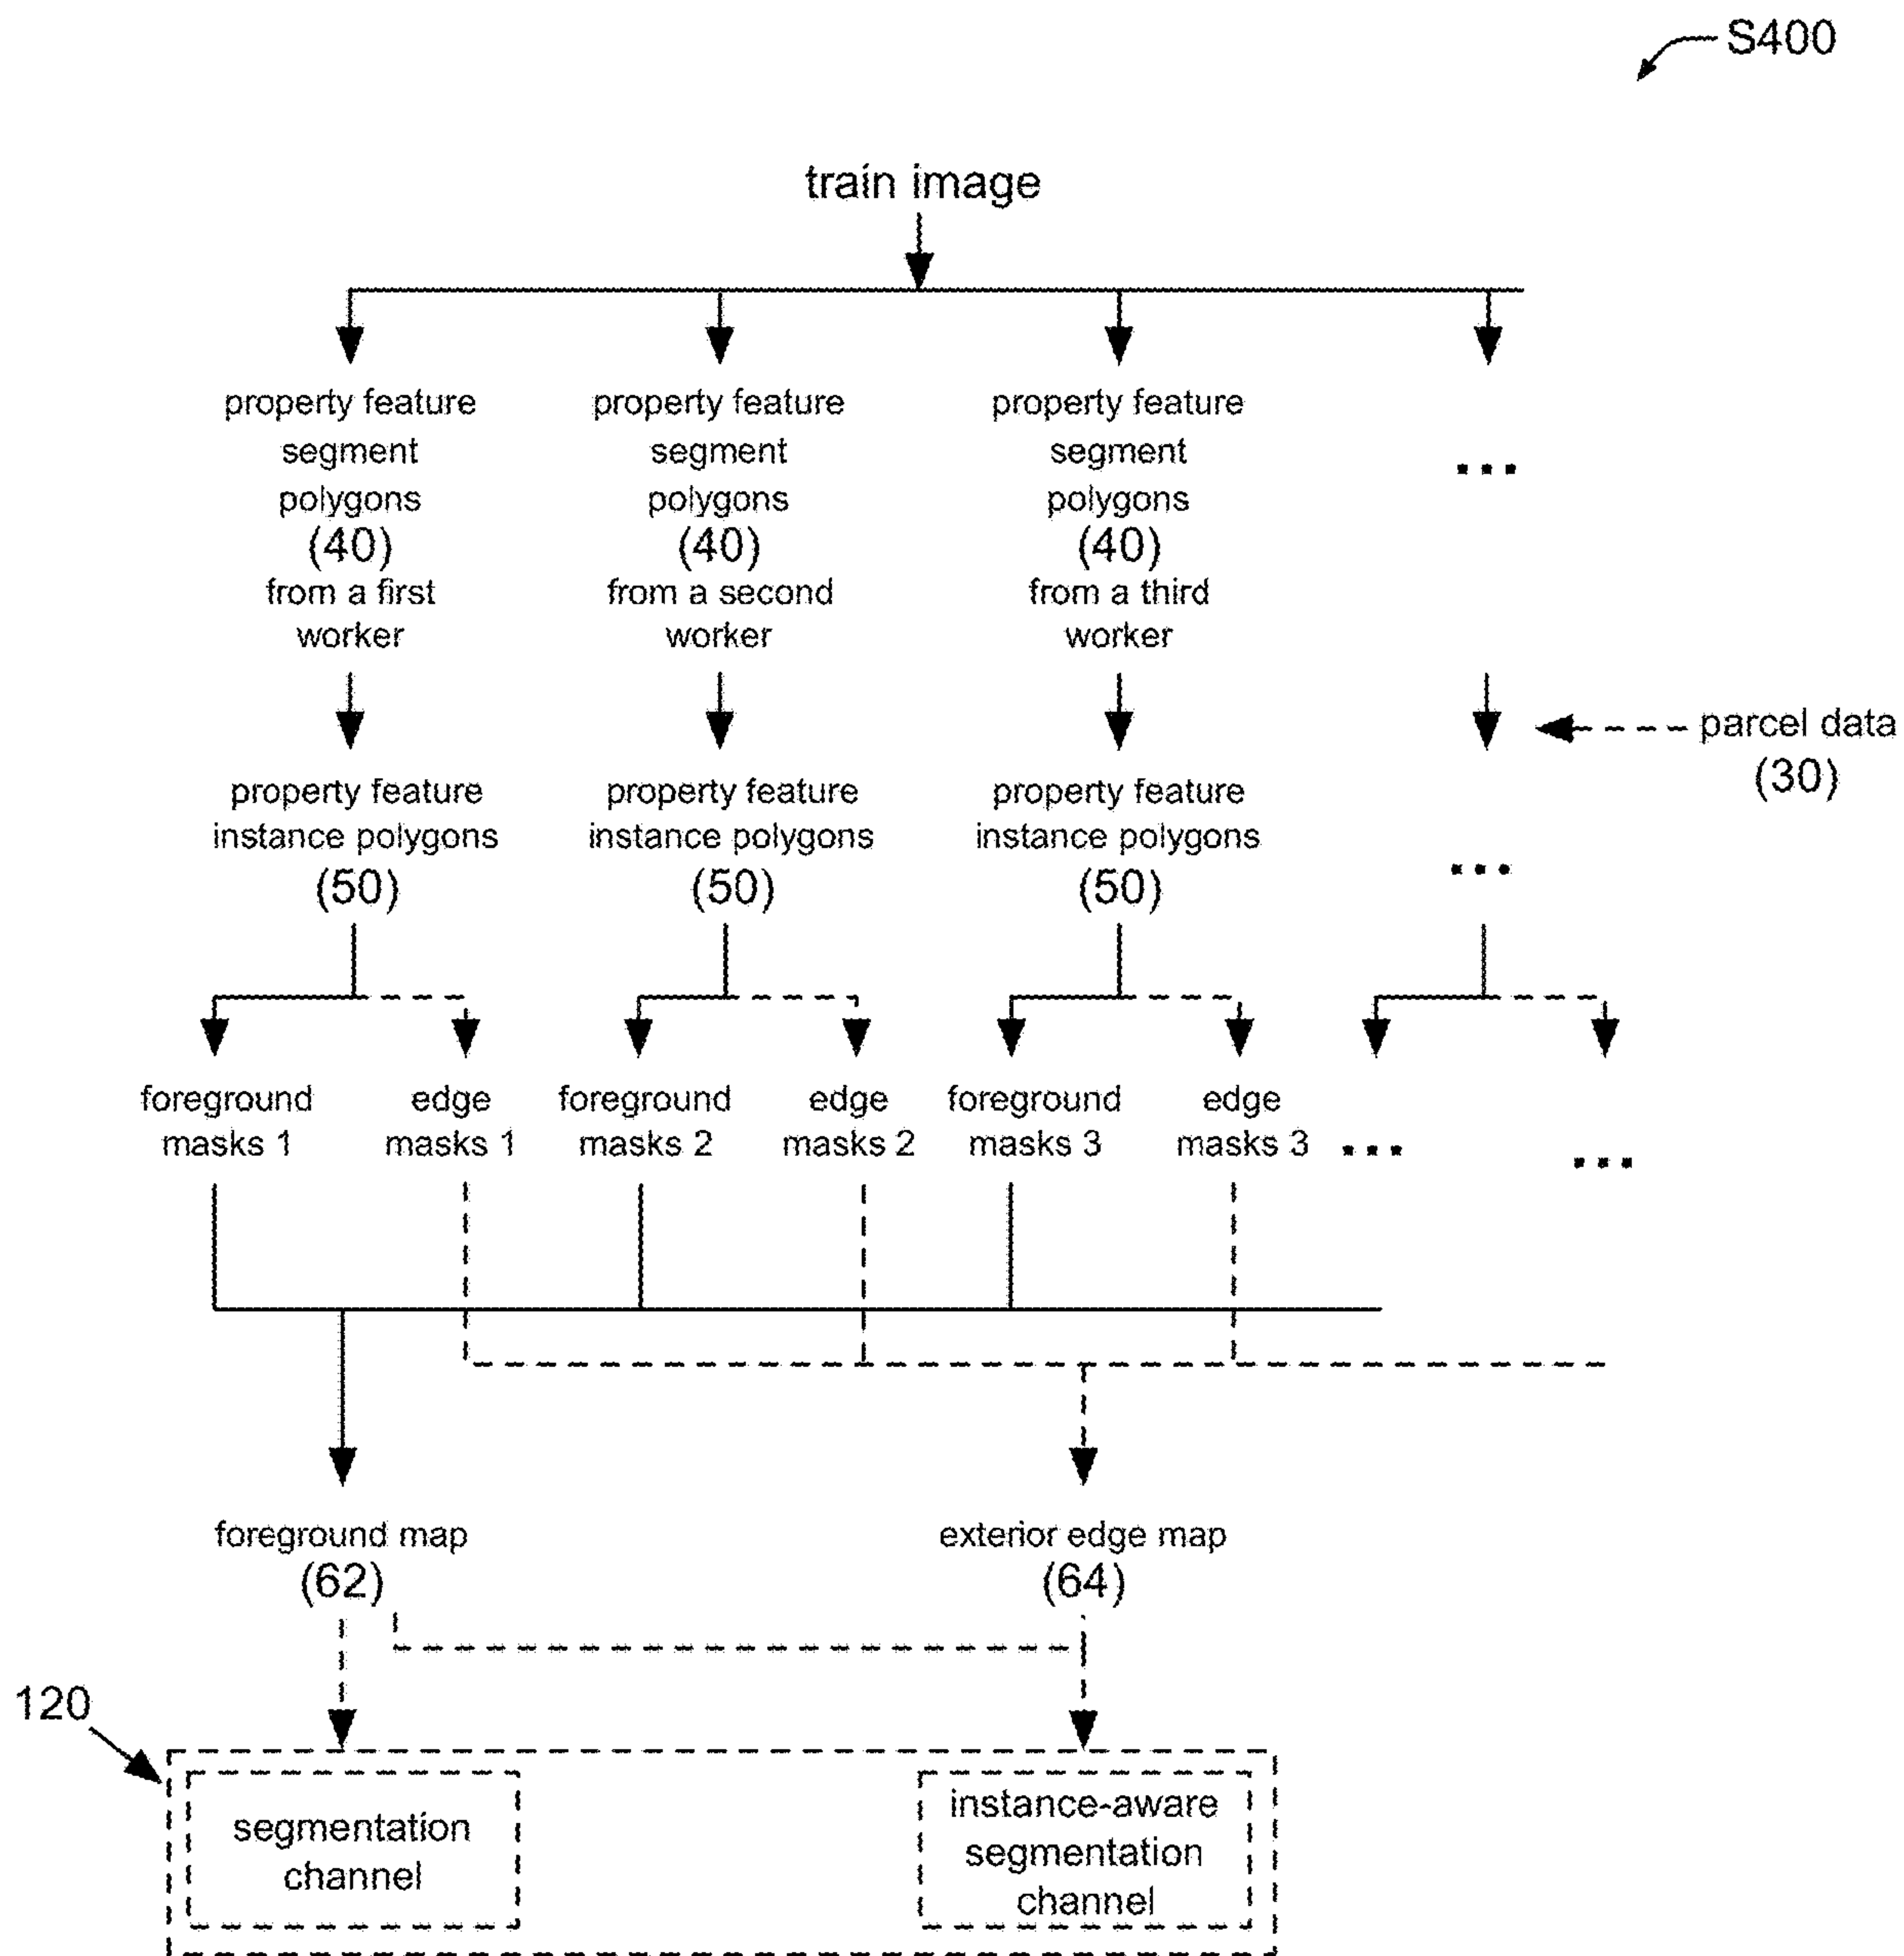 S400
train image
property feature
segment
polygons
(40)
from a first
worker
property feature
segment
polygons
(40)
from a second
worker
property feature
segment
polygons
(40)
from a third
worker
...
parcel data
(30)
property feature
instance polygons
(50)
property feature
instance polygons
(50)
property feature
instance polygons
(50)
...
foreground
masks 1
edge
masks 1
foreground
masks 2
edge
masks 2
foreground
masks 3
edge
masks 3
...
...
foreground map
(62)
exterior edge map
(64)
120
segmentation
channel
instance-aware
segmentation
channel